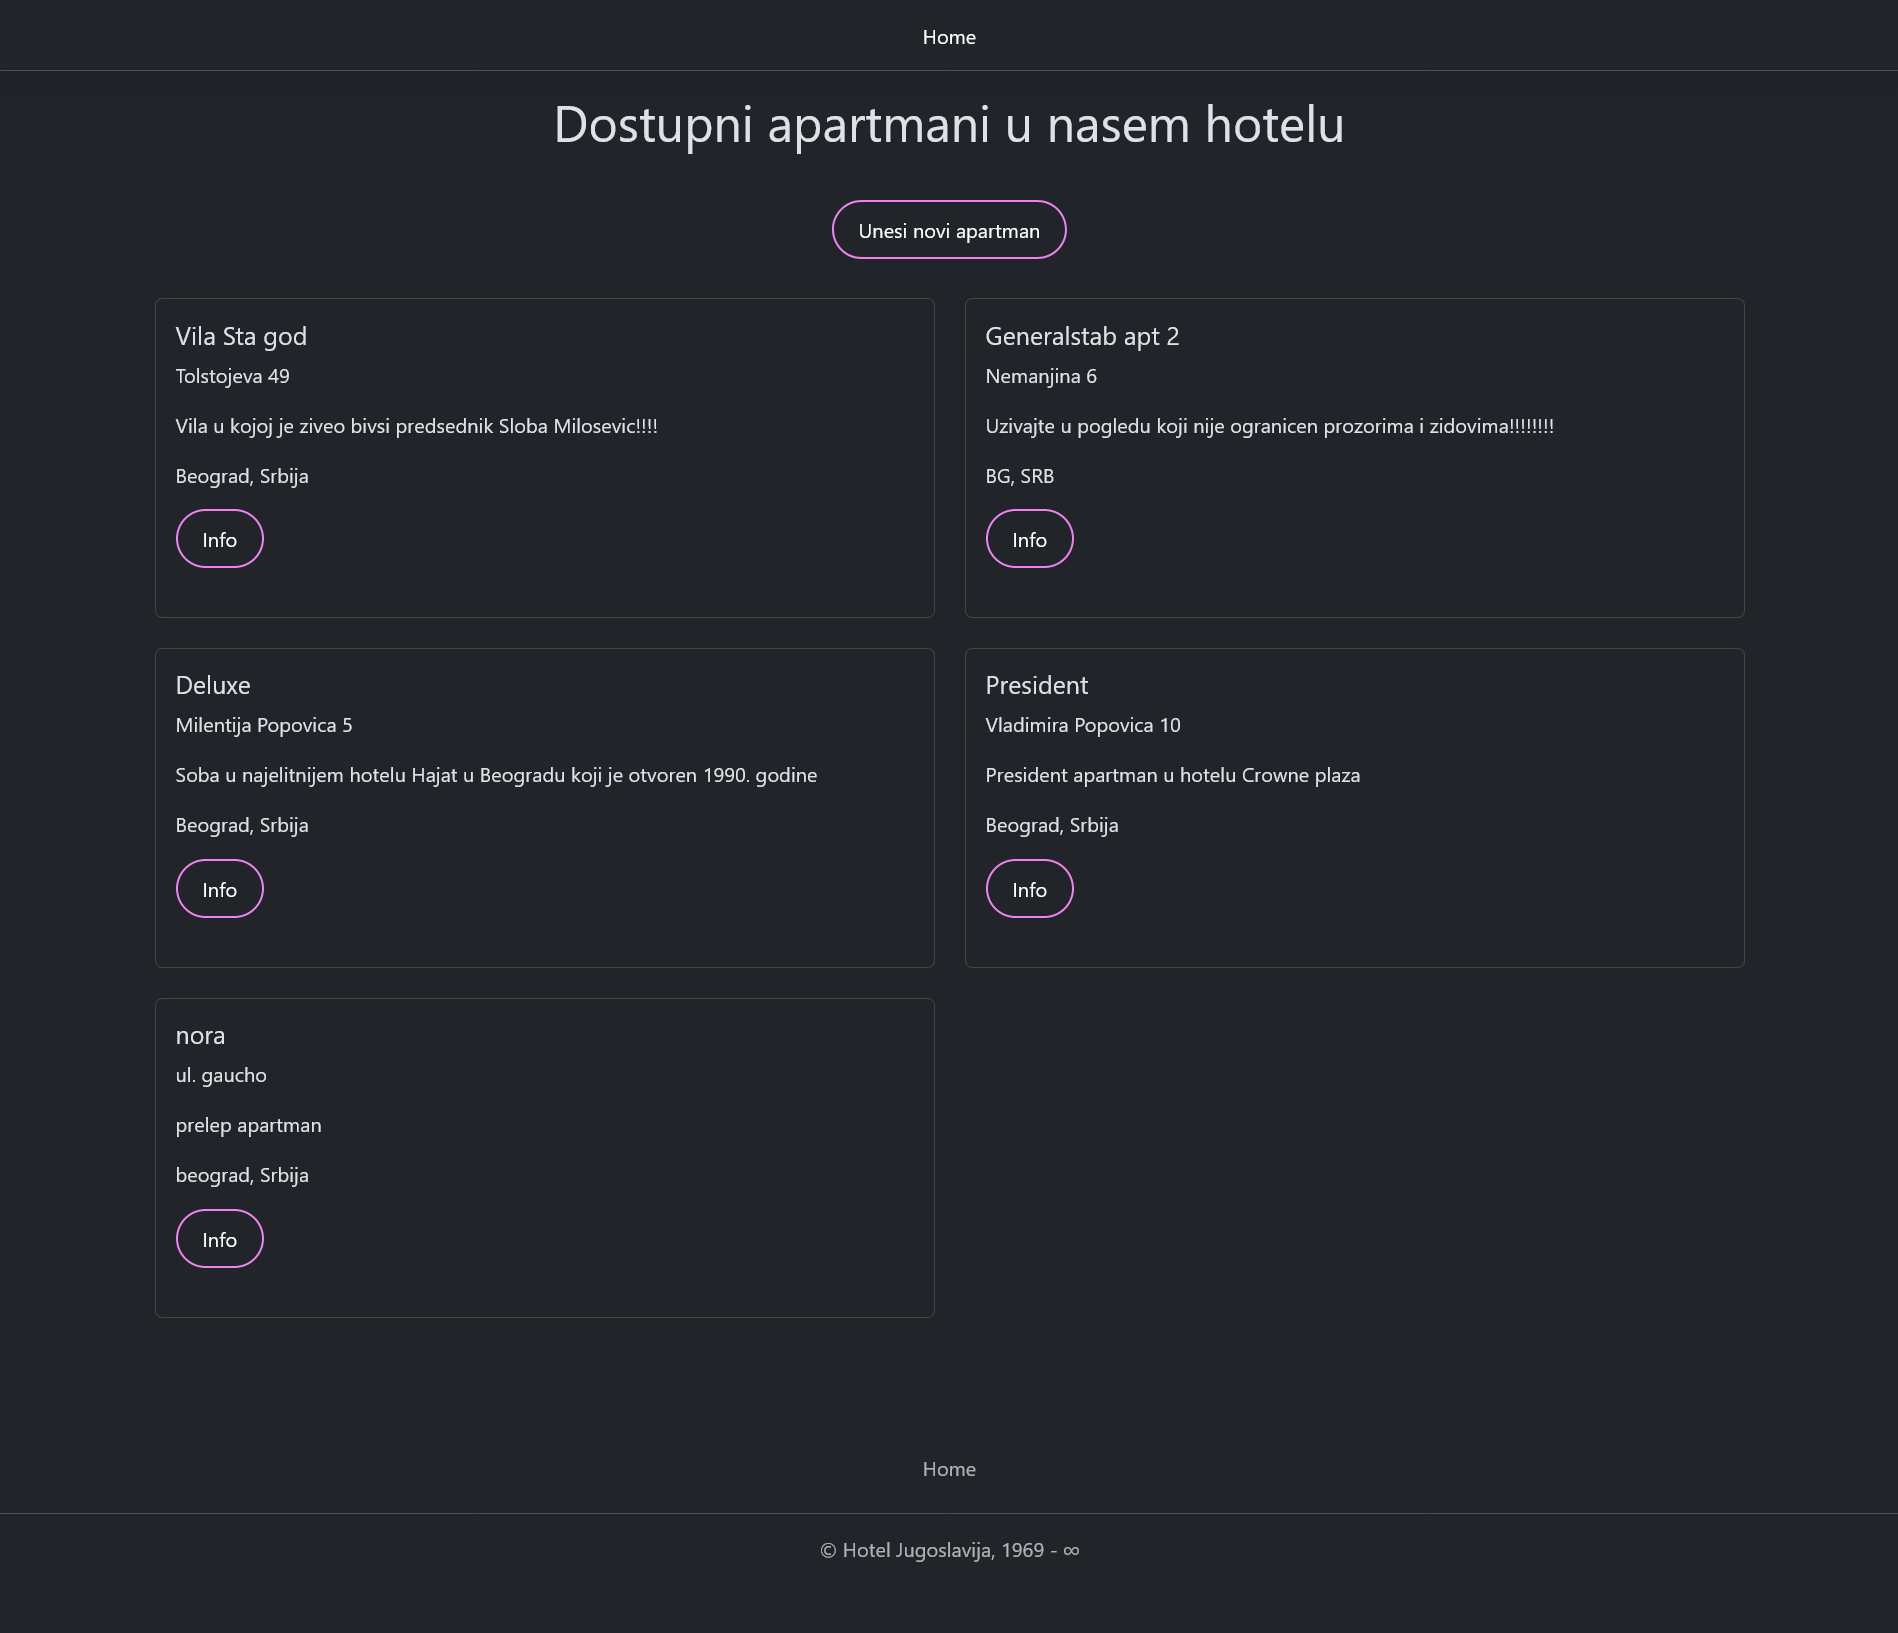 Home
Dostupni apartmani u nasem hotelu
Unesi novi apartman
Vila Sta god
Tolstojeva 49
Vila u kojoj je ziveo bivsi predsednik Sloba Milosevic!!!!
Beograd, Srbija
Info
Generalstab apt 2
Nemanjina 6
Uzivajte u pogledu koji nije ogranicen prozorima i zidovima!!!!!!!!
BG, SRB
Info
Deluxe
Milentija Popovica 5
Soba u najelitnijem hotelu Hajat u Beogradu koji je otvoren 1990. godine
Beograd, Srbija
Info
President
Vladimira Popovica 10
President apartman u hotelu Crowne plaza
Beograd, Srbija
Info
nora
ul. gaucho
prelep apartman
beograd, Srbija
Info
Home
© Hotel Jugoslavija, 1969 - ∞